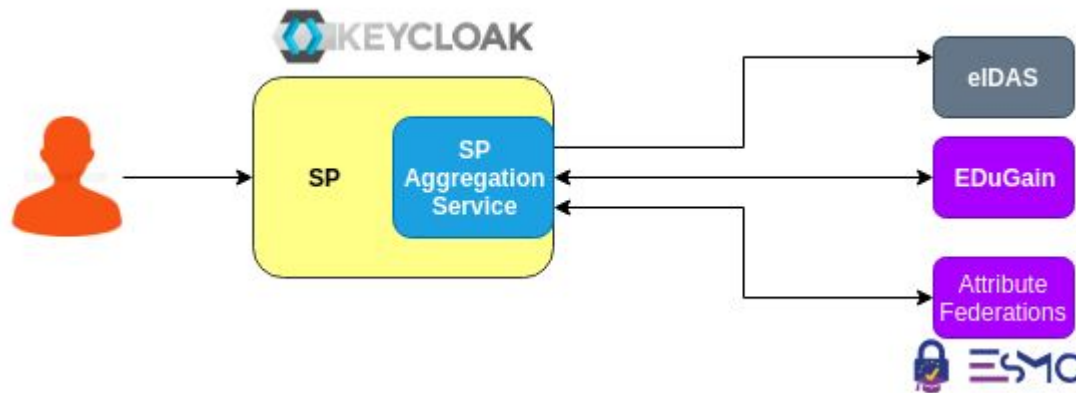 KEYCLOAK
SP
SP
Aggregation
Service
eIDAS
EDuGain
Attribute
Federations
ESMO